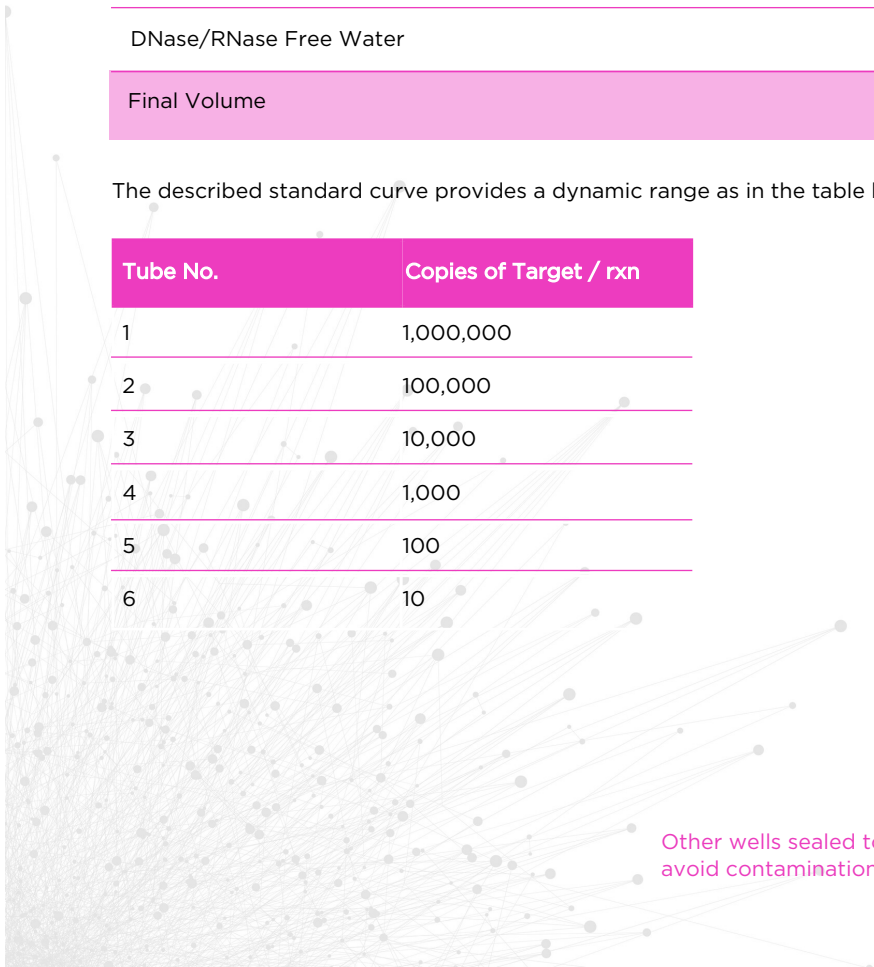 DNase/RNase Free Water
Final Volume
The described standard curve provides a dynamic range as in the table
Tube No. Copies of Target / rxn
1 1,000,000
2 100,000
3 10,000
4 1,000
5 100
6 10
Other wells sealed to
avoid contamination